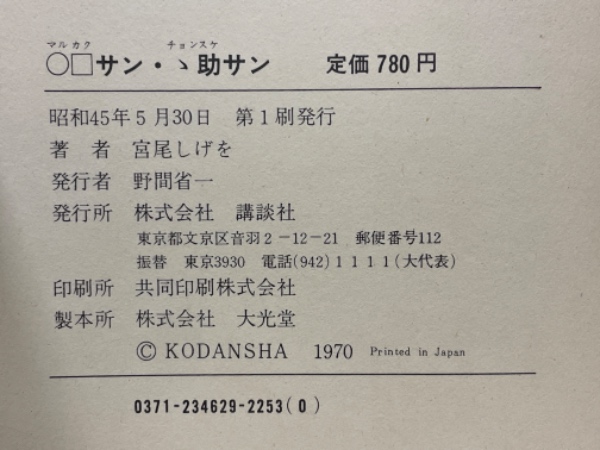 マルカク チョンスケ
○□サン・ヽ助サン 定価780円
昭和45年5月30日 第1刷発行
著者 宮尾しげを
発行者 野間省一
発行所 株式会社 講談社
東京都文京区音羽2-12-21 郵便番号112
振替 東京3930 電話(942)1111(大代表)
印刷所 共同印刷株式会社
製本所 株式会社 大光堂
© KODANSHA 1970 Printed in Japan
0371-234629-2253(0)